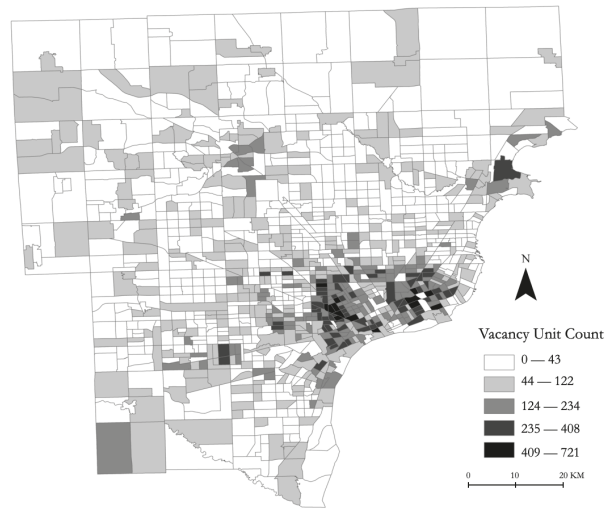 N
Vacancy Unit Count
0 — 43
44 — 122
124 — 234
235 — 408
409 — 721
0 10 20 KM